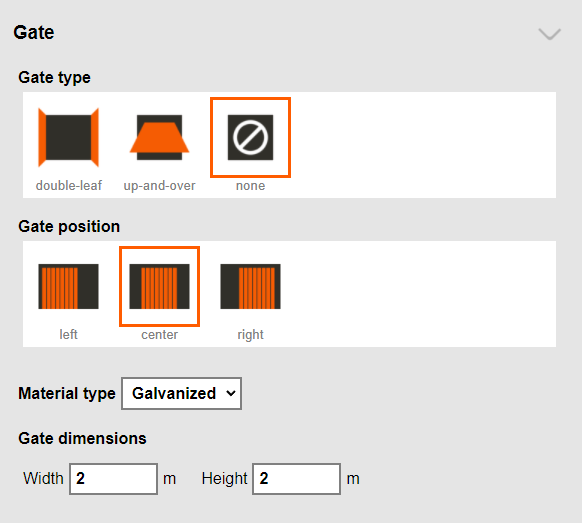 Gate
Gate type
double-leaf up-and-over none
Gate position
left center right
Material type Galvanized
Gate dimensions
Width 2 m Height 2 m